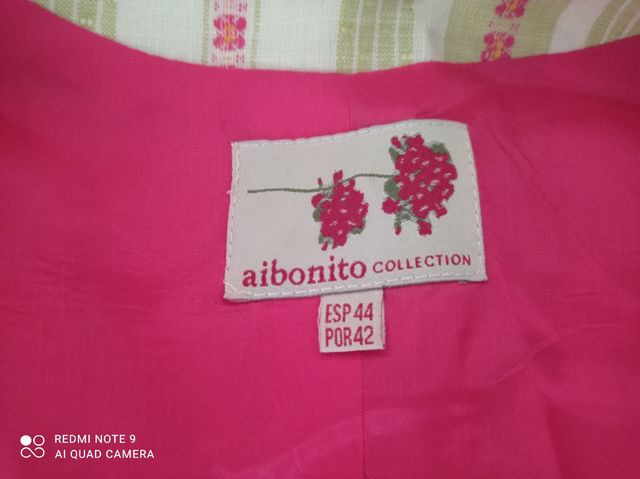 aibonito COLLECTION
ESP 44
POR 42
REDMI NOTE 9
AI QUAD CAMERA